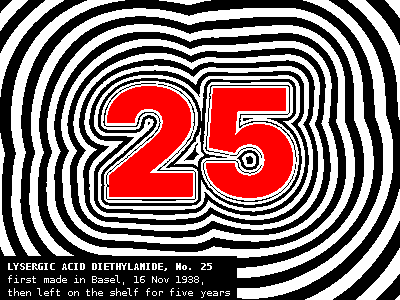 25
LYSERGIC ACID DIETHYLAMIDE, No. 25
first made in Basel, 16 Nov 1938,
then left on the shelf for five years